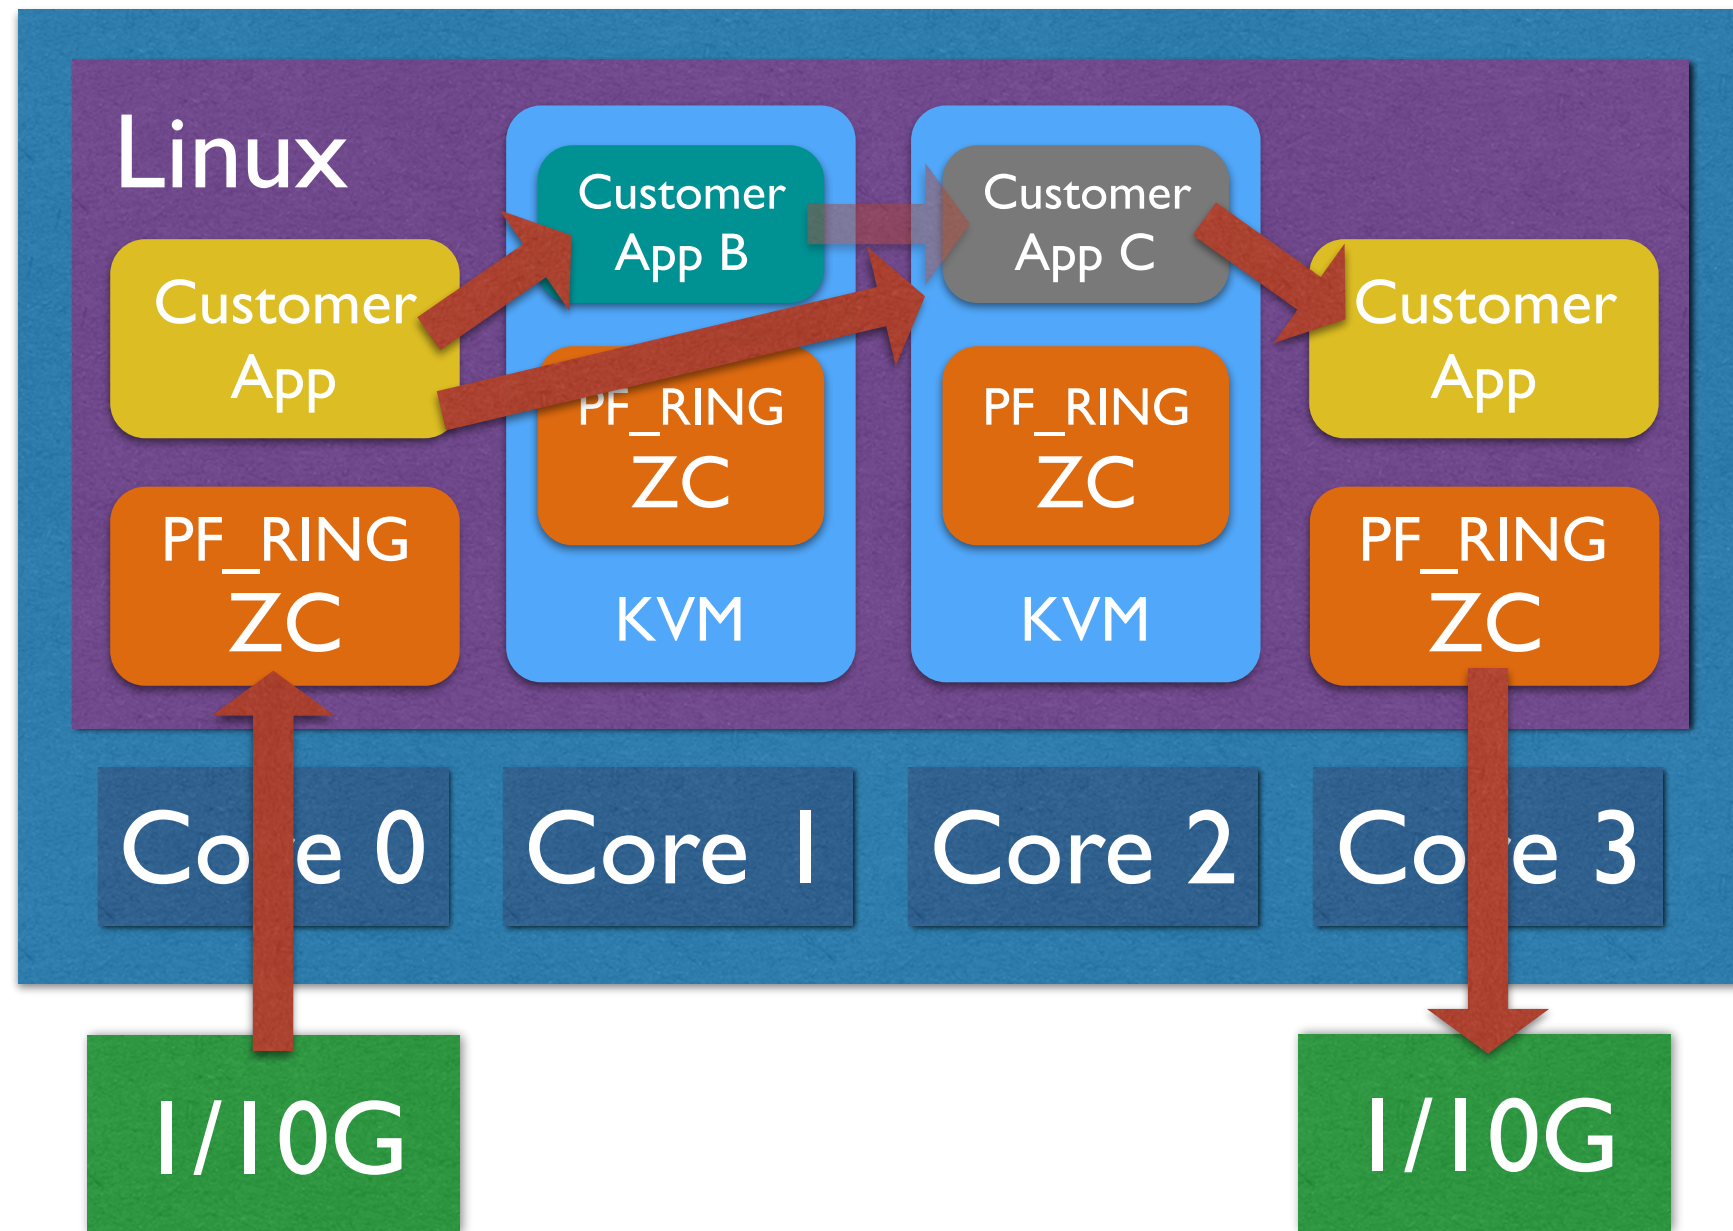 Linux
Customer
App
PF_RING
ZC
Customer
App B
PF_RING
ZC
KVM
Customer
App C
PF_RING
ZC
KVM
Customer
App
PF_RING
ZC
Core 0
Core 1
Core 2
Core 3
1/10G
1/10G